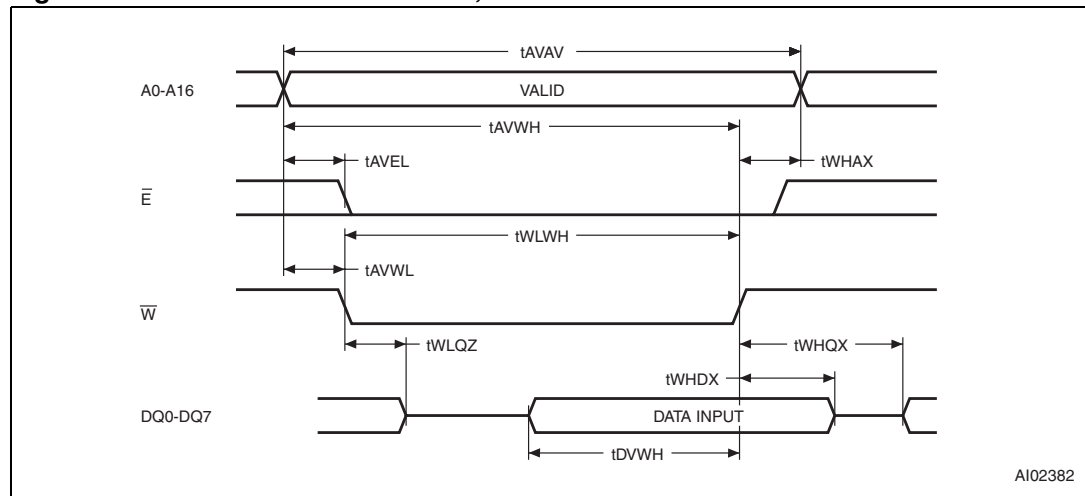 tAVAV
A0-A16
VALID
tAVWH
tAVEL
tWHAX
E̅
tWLWH
tAVWL
W̅
tWLQZ
tWHQX
tWHDX
DQ0-DQ7
DATA INPUT
tDVWH
AI02382